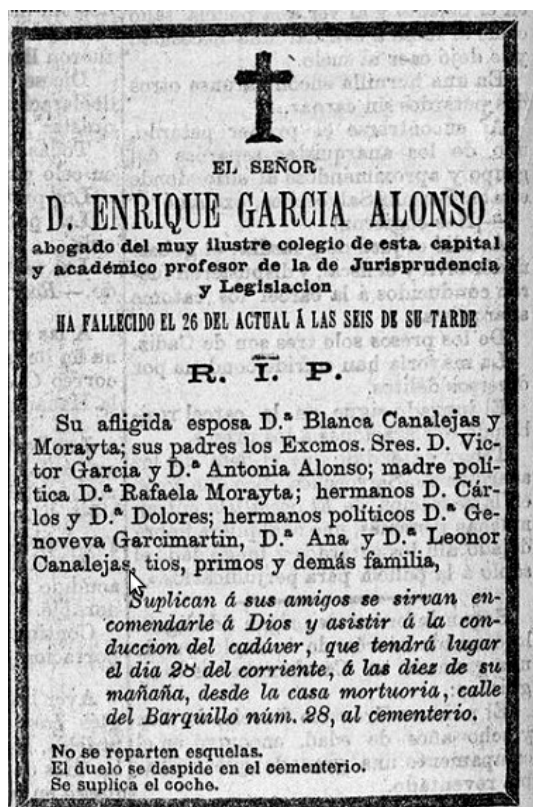 EL SEÑOR
D. ENRIQUE GARCIA ALONSO
abogado del muy ilustre colegio de esta capital
y académico profesor de la de Jurisprudencia
y Legislacion
HA FALLECIDO EL 26 DEL ACTUAL Á LAS SEIS DE SU TARDE
R. I. P.
Su afligida esposa D.ª Blanca Canalejas y
Morayta; sus padres los Excmos. Sres. D. Vic-
tor Garcia y D.ª Antonia Alonso; madre polí-
tica D.ª Rafaela Morayta; hermanos D. Cár-
los y D.ª Dolores; hermanos políticos D.ª Ge-
noveva Garcimartin, D.ª Ana y D.ª Leonor
Canalejas, tios, primos y demás familia,
Suplican á sus amigos se sirvan en-
comendarle á Dios y asistir á la con-
duccion del cadáver, que tendrá lugar
el dia 28 del corriente, á las diez de su
mañaña, desde la casa mortuoria, calle
del Barquillo núm. 28, al cementerio.
No se reparten esquelas.
El duelo se despide en el cementerio.
Se suplica el coche.